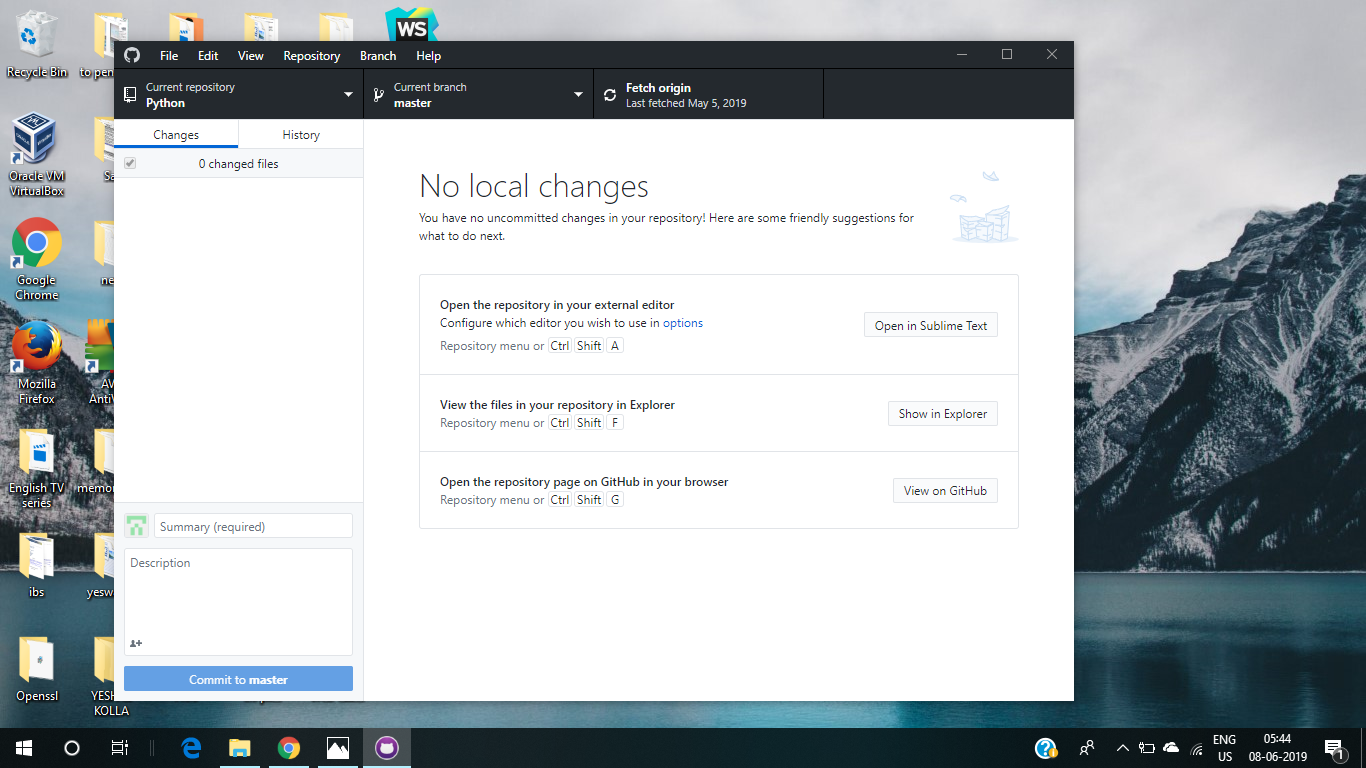 Recycle Bin
to pen
WS
File Edit View Repository Branch Help
Current repository
Python
Current branch
master
Fetch origin
Last fetched May 5, 2019
Changes
History
0 changed files
No local changes
You have no uncommitted changes in your repository! Here are some friendly suggestions for
what to do next.
Open the repository in your external editor
Configure which editor you wish to use in options
Repository menu or Ctrl Shift A
Open in Sublime Text
View the files in your repository in Explorer
Repository menu or Ctrl Shift F
Show in Explorer
Open the repository page on GitHub in your browser
Repository menu or Ctrl Shift G
View on GitHub
Summary (required)
Description
Commit to master
Oracle VM
VirtualBox
Google
Chrome
Mozilla
Firefox
AV
Anti
English TV
series
memor
ibs
yesw
Openssl
YESH
KOLLA
ENG
US
05:44
08-06-2019
1